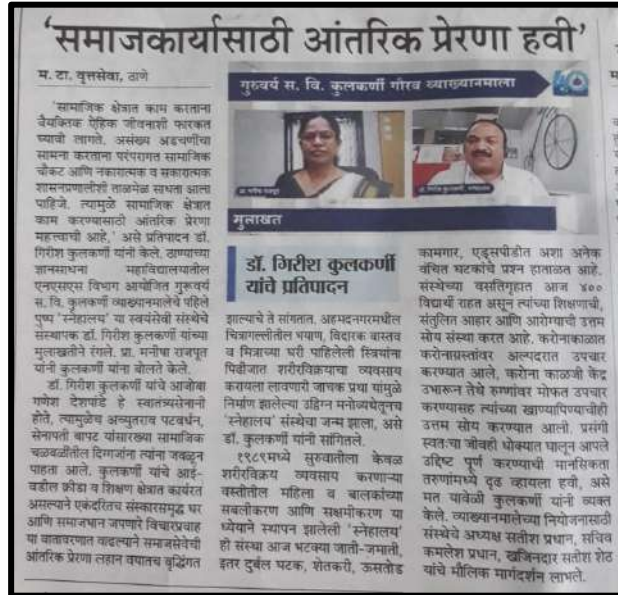 ‘समाजकार्यासाठी आंतरिक प्रेरणा हवी’
म. टा. वृत्तसेवा, ठाणे
‘सामाजिक क्षेत्रात काम करताना
वैयक्तिक ऐहिक जीवनाशी फारकत
घ्यावी लागते. असंख्य अडचणींचा
सामना करताना परंपरागत सामाजिक
चौकट आणि नकारात्मक व सकारात्मक
शासनप्रणालीशी ताळमेळ साधता आला
पाहिजे. त्यामुळे सामाजिक क्षेत्रात
काम करण्यासाठी आंतरिक प्रेरणा
महत्त्वाची आहे,’ असे प्रतिपादन डॉ.
गिरीश कुलकर्णी यांनी केले. ठाण्याच्या
ज्ञानसाधना महाविद्यालयातील
एनएसएस विभाग आयोजित गुरुवर्य
स. वि. कुलकर्णी व्याख्यानमालेचे पहिले
पुष्प ‘स्नेहालय’ या स्वयंसेवी संस्थेचे
संस्थापक डॉ. गिरीश कुलकर्णी यांच्या
मुलाखतीने रंगले. प्रा. मनीषा राजपूत
यांनी कुलकर्णी यांना बोलते केले.
डॉ. गिरीश कुलकर्णी यांचे आजोबा
गणेश देशपांडे हे स्वातंत्र्यसेनानी
होते, त्यामुळेच अच्युतराव पटवर्धन,
सेनापती बापट यांसारख्या सामाजिक
चळवळीतील दिग्गजांना त्यांना जवळून
पाहता आले. कुलकर्णी यांचे आई-
वडील क्रीडा व शिक्षण क्षेत्रात कार्यरत
असल्याने एकंदरितच संस्कारसमृद्ध घर
आणि समाजभान जपणारे विचारप्रवाह
या वातावरणात वाढल्याने समाजसेवेची
आंतरिक प्रेरणा लहान वयातच वृद्धिंगत
गुरुवर्य स. वि. कुलकर्णी गौरव व्याख्यानमाला
मुलाखत
डॉ. गिरीश कुलकर्णी
यांचे प्रतिपादन
झाल्याचे ते सांगतात. अहमदनगरमधील
चित्रागल्लीतील भयाण, विदारक वास्तव
व मित्राच्या घरी पाहिलेली स्त्रियांना
पिढीजात शरीरविक्रयाचा व्यवसाय
करायला लावणारी जाचक प्रथा यांमुळे
निर्माण झालेल्या उद्विग्न मनोव्यथेतूनच
‘स्नेहालय’ संस्थेचा जन्म झाला, असे
डॉ. कुलकर्णी यांनी सांगितले.
१९८९मध्ये सुरुवातीला केवळ
शरीरविक्रय व्यवसाय करणाऱ्या
वस्तीतील महिला व बालकांच्या
सबलीकरण आणि सक्षमीकरण या
ध्येयाने स्थापन झालेली ‘स्नेहालय’
ही संस्था आज भटक्या जाती-जमाती,
इतर दुर्बल घटक, शेतकरी, ऊसतोड
कामगार, एड्सपीडीत अशा अनेक
वंचित घटकांचे प्रश्न हाताळत आहे.
संस्थेच्या वसतिगृहात आज ४००
विद्यार्थी राहत असून त्यांच्या शिक्षणाची,
संतुलित आहार आणि आरोग्याची उत्तम
सोय संस्था करत आहे. करोनाकाळात
करोनाग्रस्तांवर अल्पदरात उपचार
करण्यात आले, करोना काळजी केंद्र
उभारून तेथे रुग्णांवर मोफत उपचार
करण्यासह त्यांच्या खाण्यापिण्याचीही
उत्तम सोय करण्यात आली. प्रसंगी
स्वतःचा जीवही धोक्यात घालून आपले
उद्दिष्ट पूर्ण करण्याची मानसिकता
तरुणांमध्ये दृढ व्हायला हवी, असे
मत यावेळी कुलकर्णी यांनी व्यक्त
केले. व्याख्यानमालेच्या नियोजनासाठी
संस्थेचे अध्यक्ष सतीश प्रधान, सचिव
कमलेश प्रधान, खजिनदार सतीश शेठ
यांचे मौलिक मार्गदर्शन लाभले.